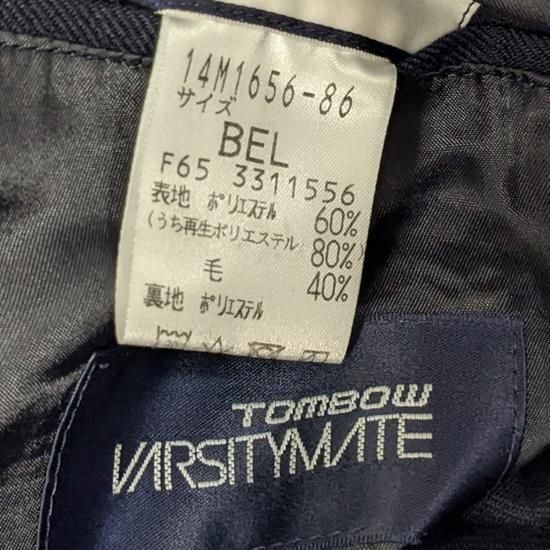 14M1656-86
サイズ
BEL
F65 3311556
表地 ポリエステル 60%
(うち再生ポリエステル 80%)
毛 40%
裏地 ポリエステル
TOMBOW
VARSITYMATE